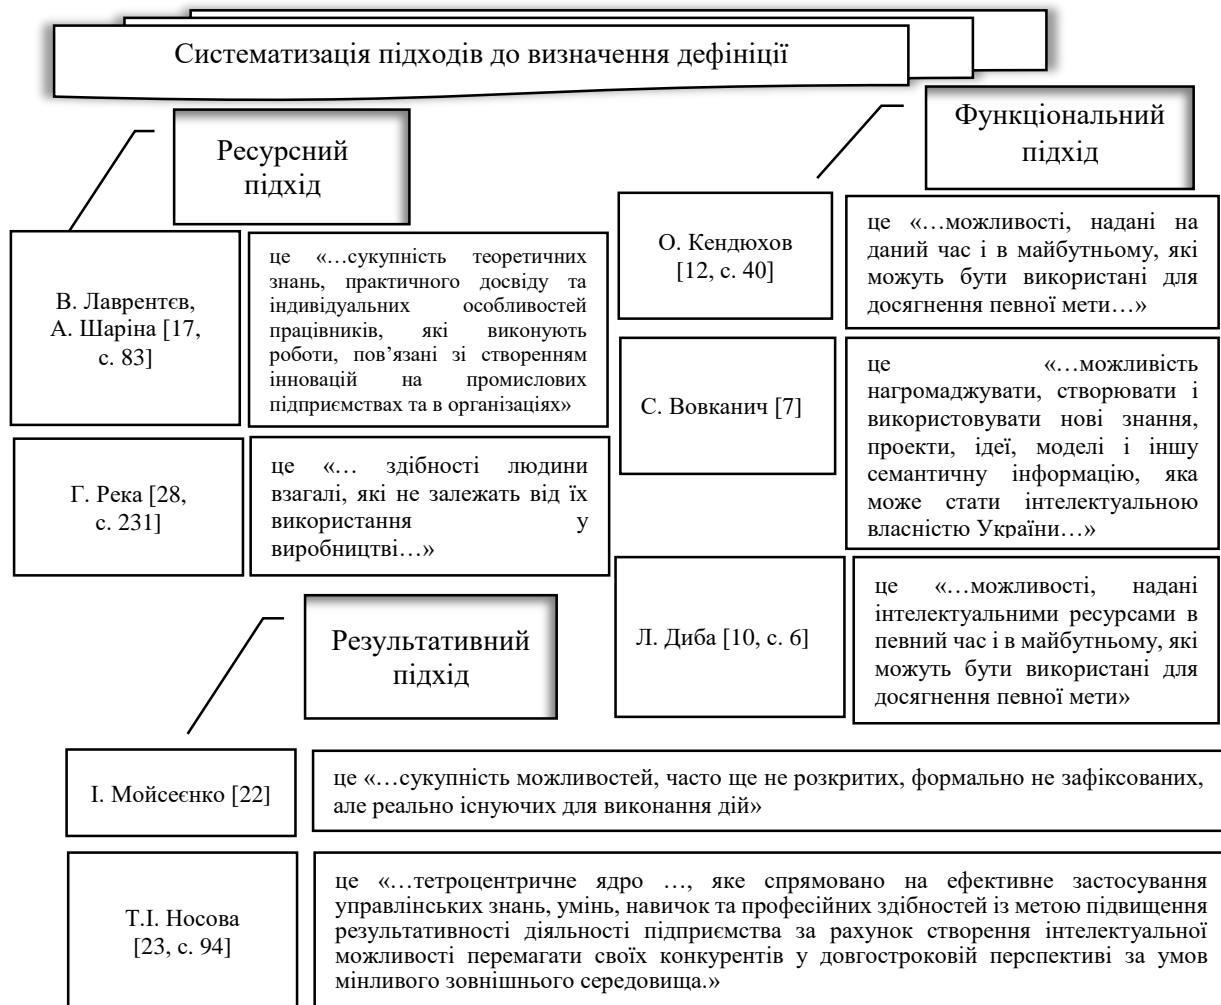 Систематизація підходів до визначення дефініції
Ресурсний
підхід
В. Лаврентєв,
А. Шаріна [17,
с. 83]
це «…сукупність теоретичних
знань, практичного досвіду та
індивідуальних особливостей
працівників, які виконують
роботи, пов’язані зі створенням
інновацій на промислових
підприємствах та в організаціях»
Г. Река [28,
с. 231]
це «… здібності людини
взагалі, які не залежать від їх
використання у
виробництві…»
Функціональний
підхід
О. Кендюхов
[12, с. 40]
це «…можливості, надані на
даний час і в майбутньому, які
можуть бути використані для
досягнення певної мети…»
С. Вовканич [7]
це «…можливість
нагромаджувати, створювати і
використовувати нові знання,
проекти, ідеї, моделі і іншу
семантичну інформацію, яка
може стати інтелектуальною
власністю України…»
Л. Диба [10, с. 6]
це «…можливості, надані
інтелектуальними ресурсами в
певний час і в майбутньому, які
можуть бути використані для
досягнення певної мети»
Результативний
підхід
І. Мойсеєнко [22]
це «…сукупність можливостей, часто ще не розкритих, формально не зафіксованих,
але реально існуючих для виконання дій»
Т.І. Носова
[23, с. 94]
це «…тетроцентричне ядро …, яке спрямовано на ефективне застосування
управлінських знань, умінь, навичок та професійних здібностей із метою підвищення
результативності діяльності підприємства за рахунок створення інтелектуальної
можливості перемагати своїх конкурентів у довгостроковій перспективі за умов
мінливого зовнішнього середовища.»